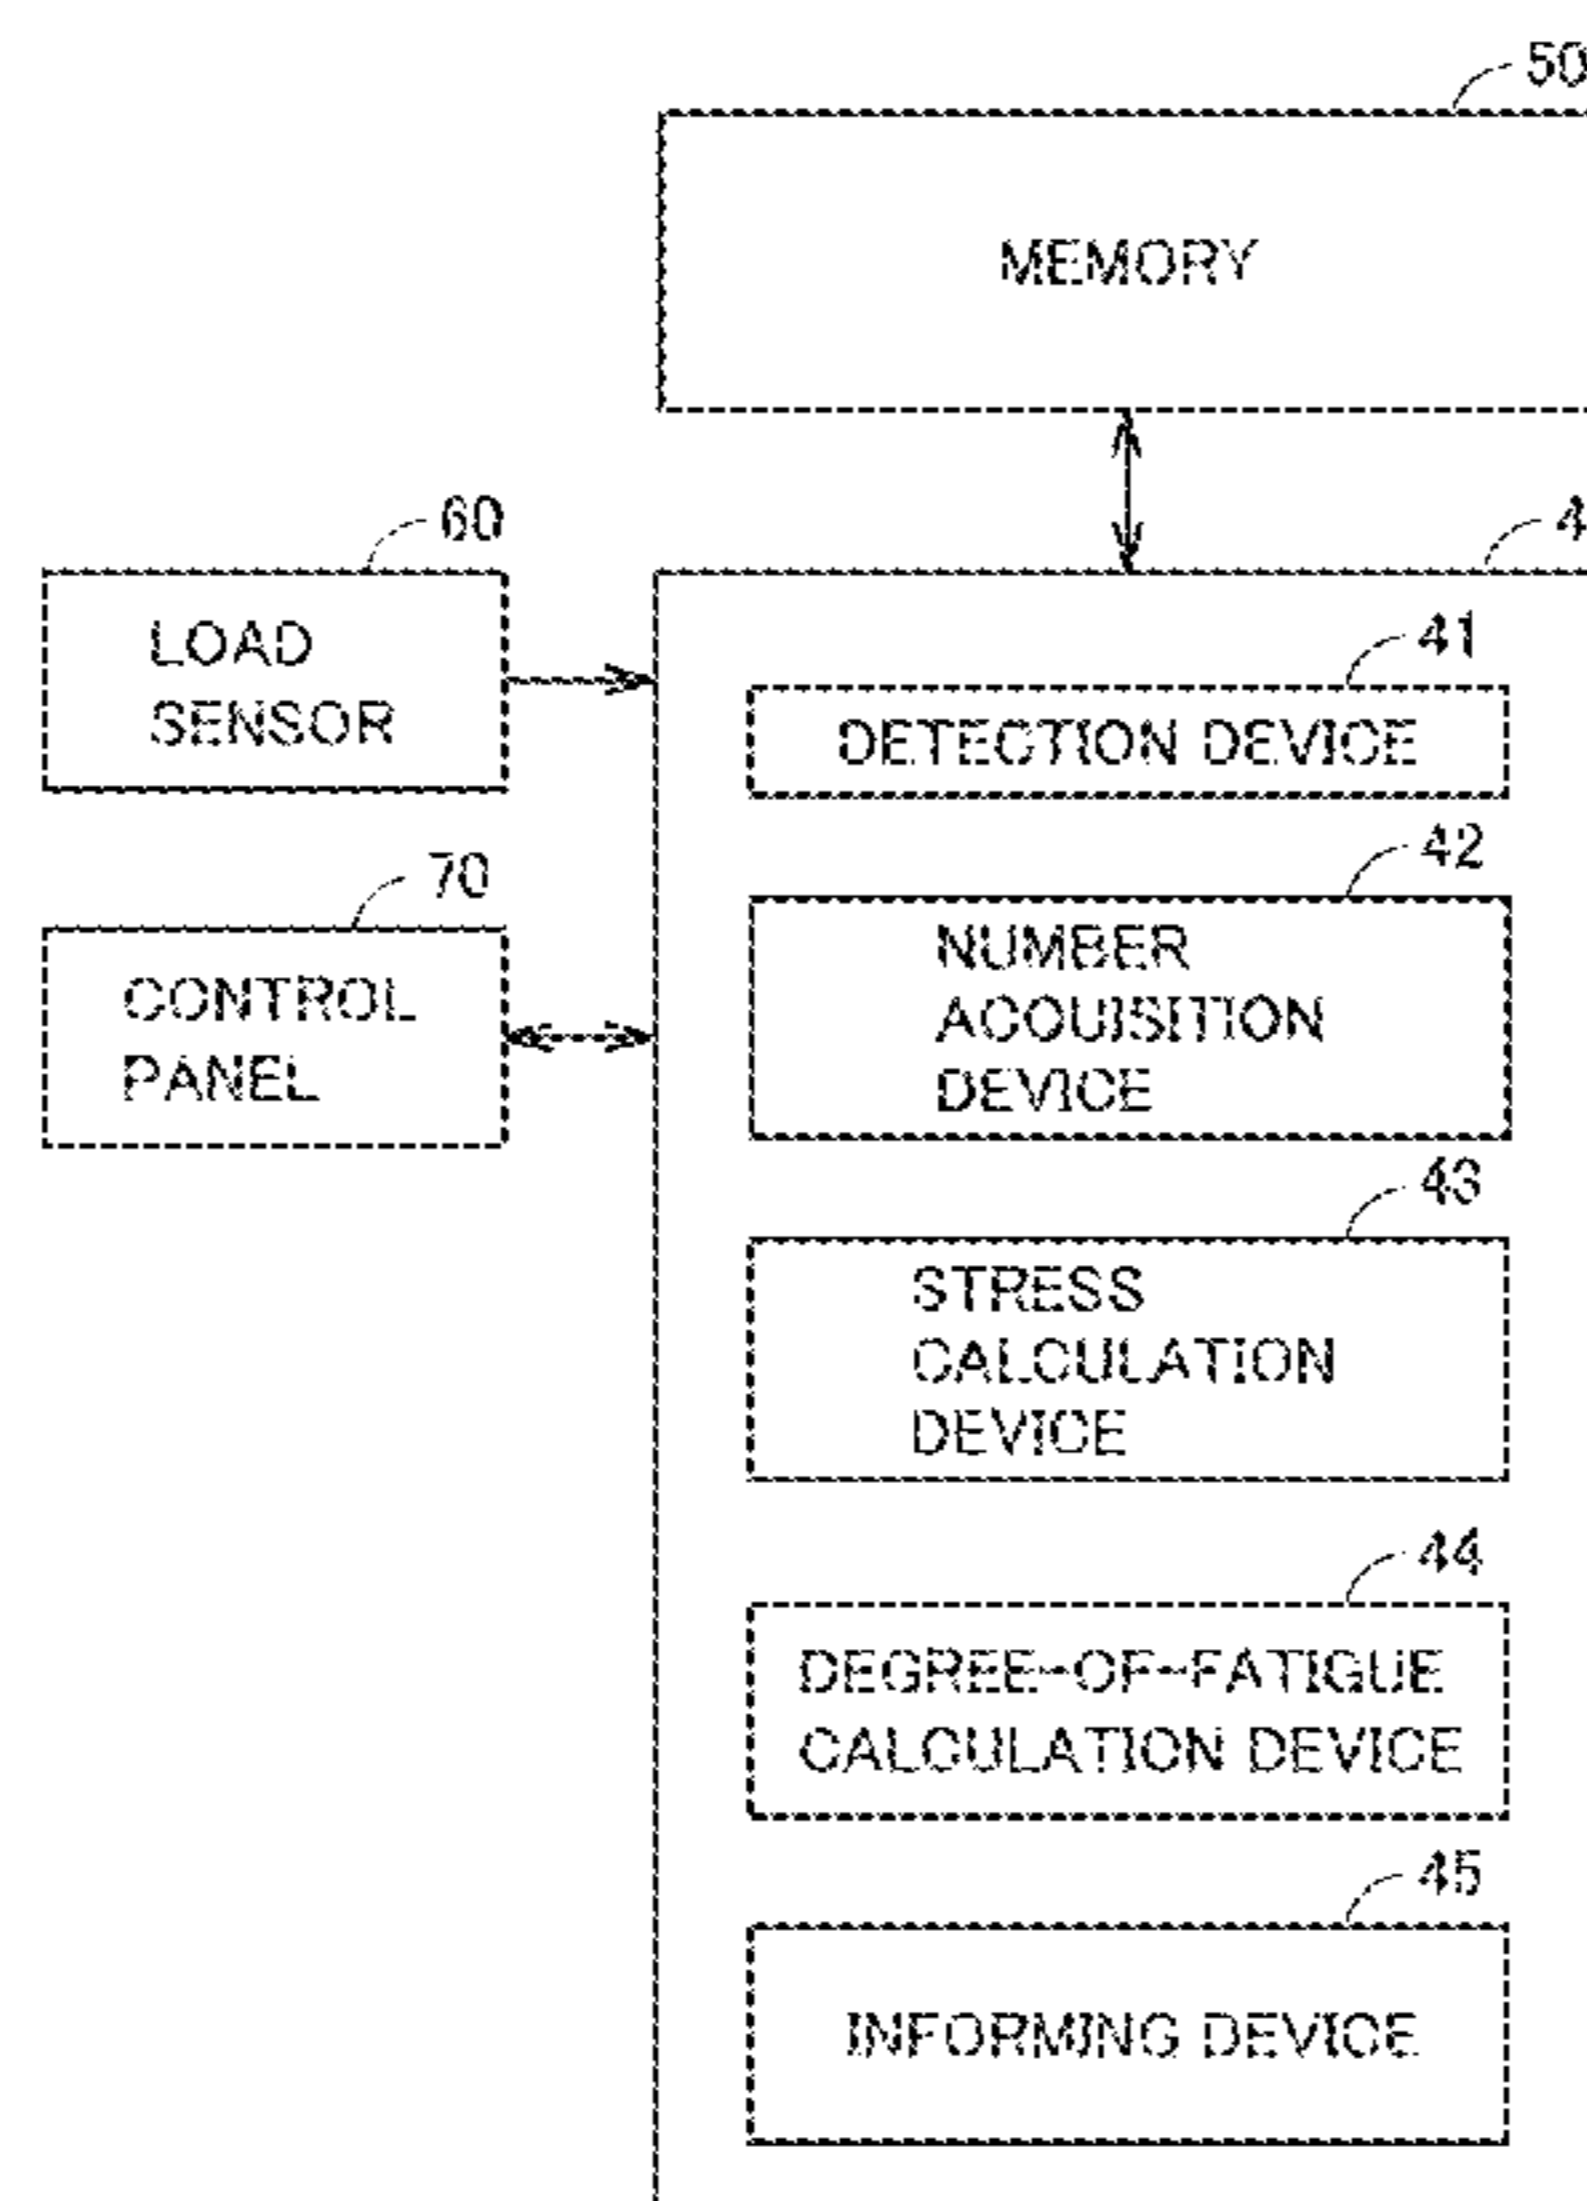 50
MEMORY
60
LOAD
SENSOR
4
41
DETECTION DEVICE
70
CONTROL
PANEL
42
NUMBER
ACQUISITION
DEVICE
43
STRESS
CALCULATION
DEVICE
44
DEGREE-OF-FATIGUE
CALCULATION DEVICE
45
INFORMING DEVICE